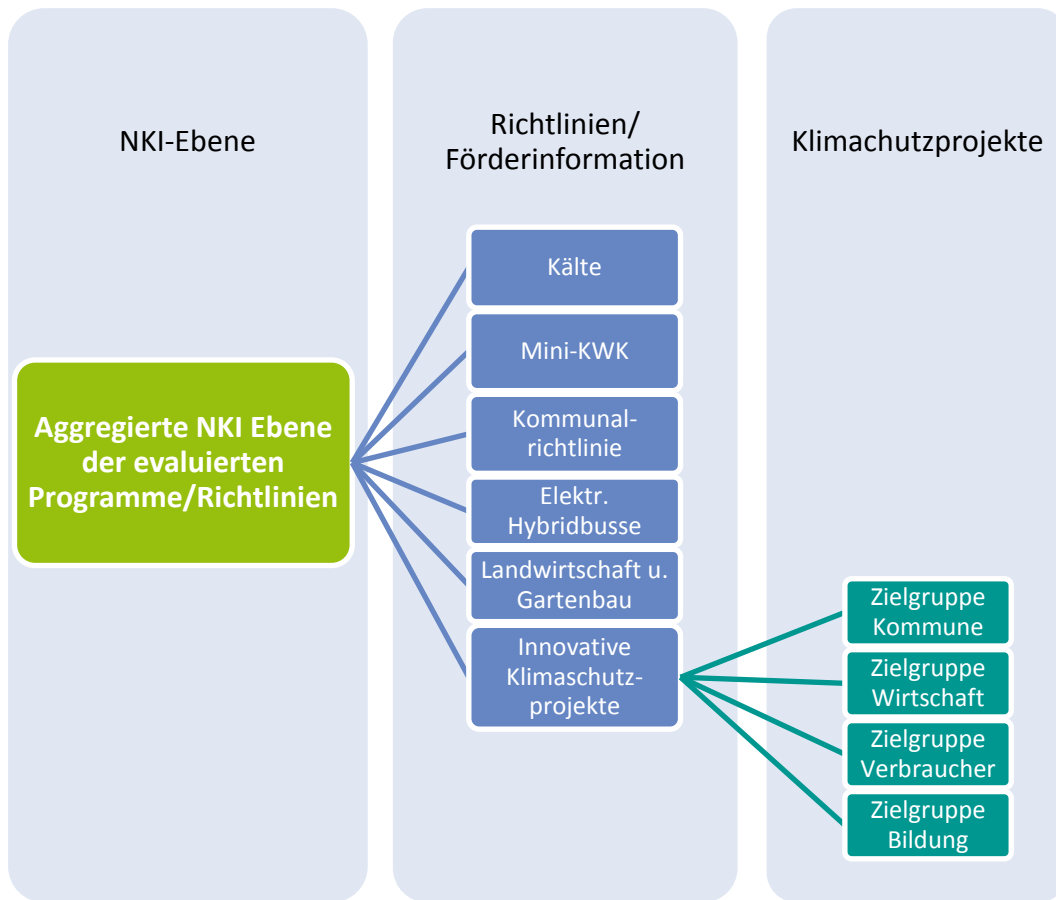 NKI-Ebene
Aggregierte NKI Ebene
der evaluierten
Programme/Richtlinien
Richtlinien/
Förderinformation
Kälte
Mini-KWK
Kommunal-
richtlinie
Elektr.
Hybridbusse
Landwirtschaft u.
Gartenbau
Innovative
Klimaschutz-
projekte
Klimachutzprojekte
Zielgruppe
Kommune
Zielgruppe
Wirtschaft
Zielgruppe
Verbraucher
Zielgruppe
Bildung